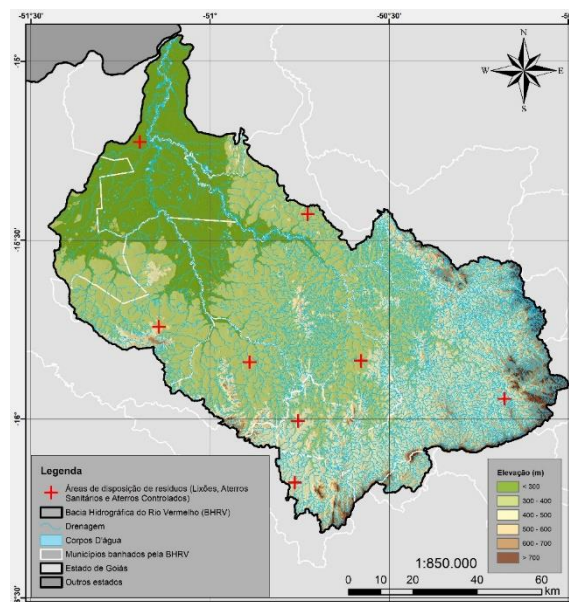 -51°30'
-51°
-50°30'
-15°
-15°30'
-16°
N
W
E
S
Legenda
Áreas de disposição de resíduos (Lixões, Aterros
Sanitários e Aterros Controlados)
Bacia Hidrográfica do Rio Vermelho (BHRV)
Drenagem
Corpos D'água
Municípios banhados pela BHRV
Estado de Goiás
Outros estados
Elevação (m)
< 300
300 - 400
400 - 500
500 - 600
600 - 700
> 700
1:850.000
0 10 20 40 60
km